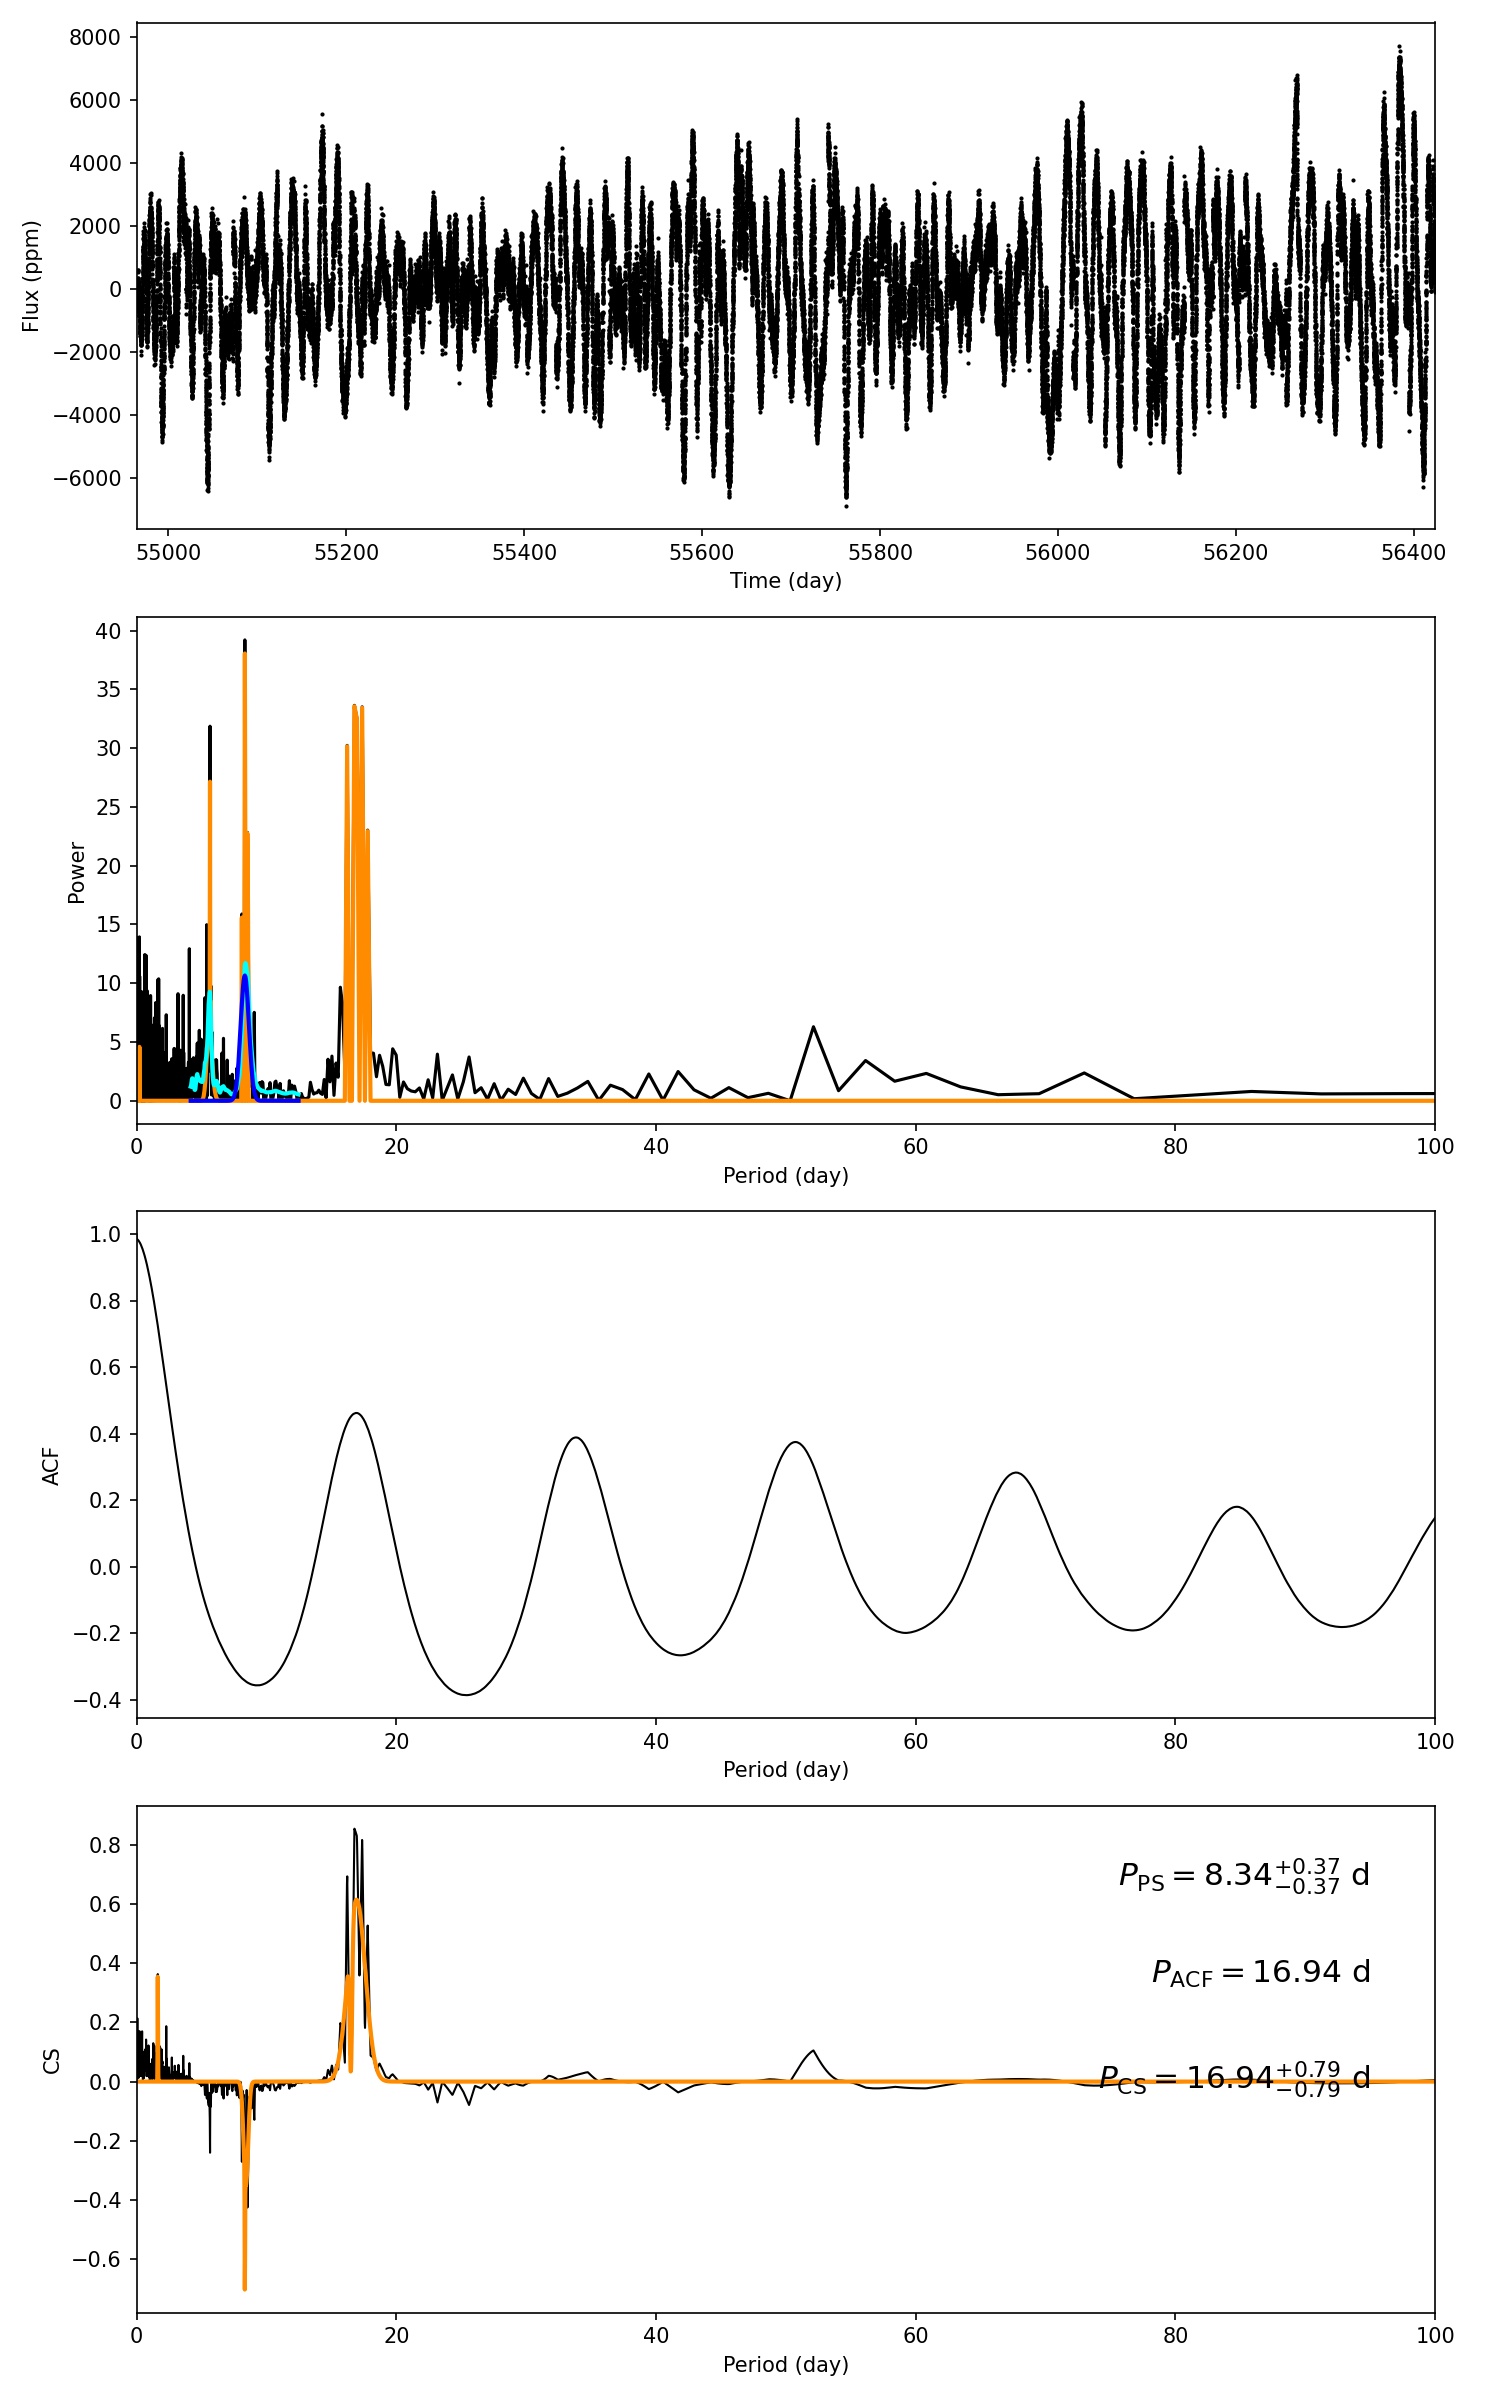 8000
6000
4000
2000
0
−2000
−4000
−6000
Flux (ppm)
55000 55200 55400 55600 55800 56000 56200 56400
Time (day)
40
35
30
25
20
15
10
5
0
Power
0 20 40 60 80 100
Period (day)
1.0
0.8
0.6
0.4
0.2
0.0
−0.2
−0.4
ACF
0 20 40 60 80 100
Period (day)
0.8
0.6
0.4
0.2
0.0
−0.2
−0.4
−0.6
CS
P_PS = 8.34 +0.37 −0.37 d
P_ACF = 16.94 d
P_CS = 16.94 +0.79 −0.79 d
0 20 40 60 80 100
Period (day)